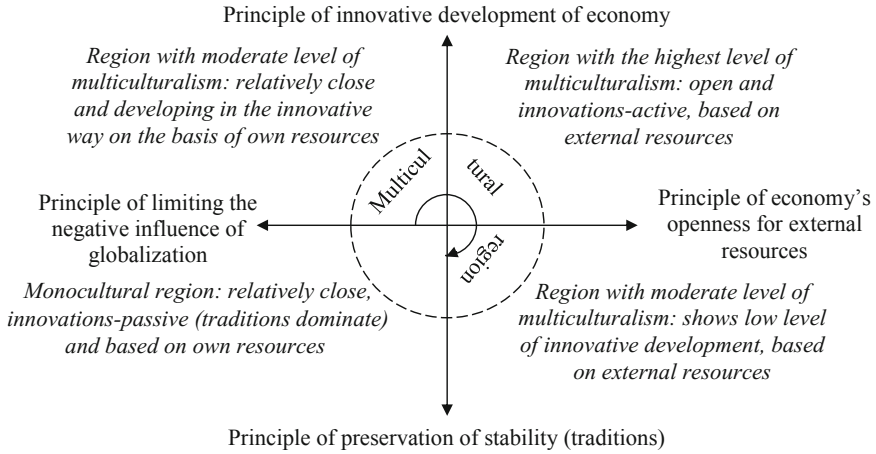 Principle of innovative development of economy
Region with moderate level of
multiculturalism: relatively close
and developing in the innovative
way on the basis of own resources
Region with the highest level of
multiculturalism: open and
innovations-active, based on
external resources
Multicul
tural
region
Principle of limiting the
negative influence of
globalization
Principle of economy's
openness for external
resources
Monocultural region: relatively close,
innovations-passive (traditions dominate)
and based on own resources
Region with moderate level of
multiculturalism: shows low level
of innovative development, based
on external resources
Principle of preservation of stability (traditions)